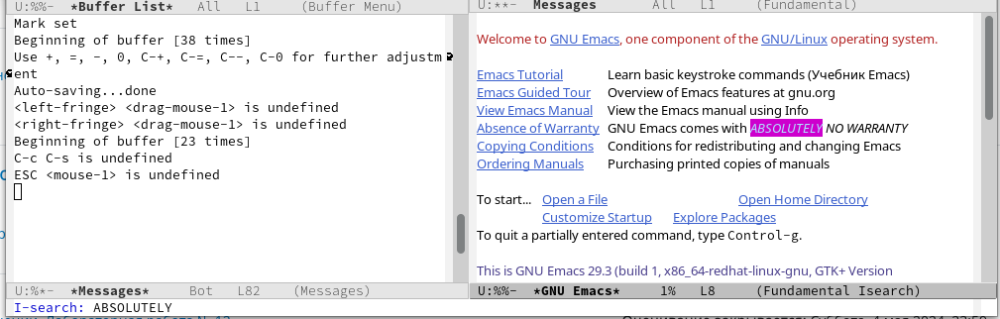 U:%%-  *Buffer List*   All   L1     (Buffer Menu)
Mark set
Beginning of buffer [38 times]
Use +, =, -, 0, C-+, C-=, C--, C-0 for further adjustm
ent
Auto-saving...done
<left-fringe> <drag-mouse-1> is undefined
<right-fringe> <drag-mouse-1> is undefined
Beginning of buffer [23 times]
C-c C-s is undefined
ESC <mouse-1> is undefined
U:%*-  *Messages*     Bot   L82    (Messages)
I-search: ABSOLUTELY
U:**-  Messages       All   L1     (Fundamental)
Welcome to GNU Emacs, one component of the GNU/Linux operating system.
Emacs Tutorial Learn basic keystroke commands (Учебник Emacs)
Emacs Guided Tour Overview of Emacs features at gnu.org
View Emacs Manual View the Emacs manual using Info
Absence of Warranty GNU Emacs comes with ABSOLUTELY NO WARRANTY
Copying Conditions Conditions for redistributing and changing Emacs
Ordering Manuals Purchasing printed copies of manuals
To start... Open a File Open Home Directory
Customize Startup Explore Packages
To quit a partially entered command, type Control-g.
This is GNU Emacs 29.3 (build 1, x86_64-redhat-linux-gnu, GTK+ Version
U:%%-  *GNU Emacs*     1%   L8     (Fundamental Isearch)